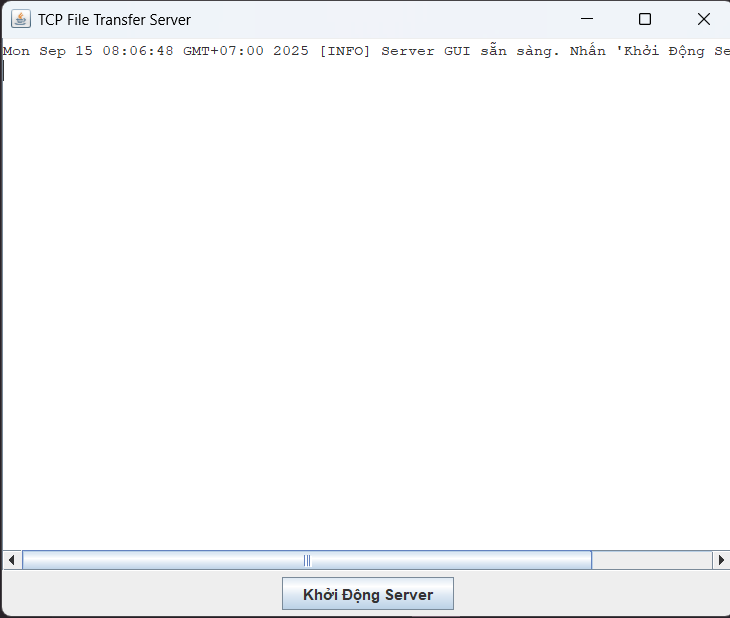 TCP File Transfer Server
Mon Sep 15 08:06:48 GMT+07:00 2025 [INFO] Server GUI sẵn sàng. Nhấn 'Khởi Động Se
Khởi Động Server